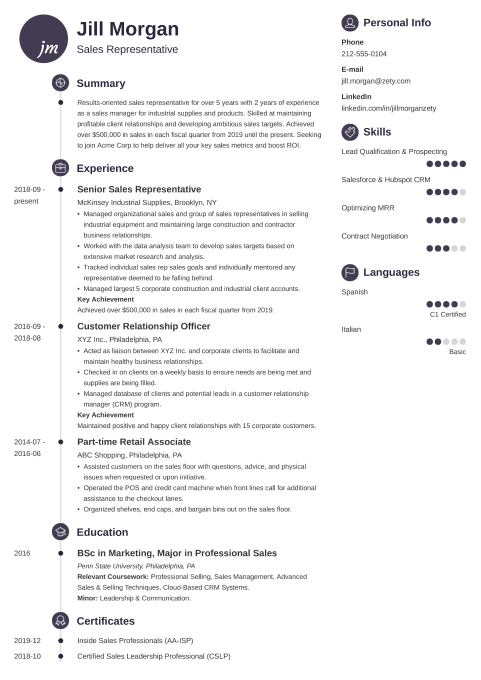 jm
Jill Morgan
Sales Representative
Summary
Results-oriented sales representative for over 5 years with 2 years of experience
as a sales manager for industrial supplies and products. Skilled at maintaining
profitable client relationships and developing ambitious sales targets. Achieved
over $500,000 in sales in each fiscal quarter from 2019 until the present. Seeking
to join Acme Corp to help deliver all your key sales metrics and boost ROI.
Experience
2018-09 -
present
Senior Sales Representative
McKinsey Industrial Supplies, Brooklyn, NY
• Managed organizational sales and group of sales representatives in selling
industrial equipment and maintaining large construction and contractor
business relationships.
• Worked with the data analysis team to develop sales targets based on
extensive market research and analysis.
• Tracked individual sales rep sales goals and individually mentored any
representative deemed to be falling behind.
• Managed largest 5 corporate construction and industrial client accounts.
Key Achievement
Achieved over $500,000 in sales in each fiscal quarter from 2019.
2016-09 -
2018-08
Customer Relationship Officer
XYZ Inc., Philadelphia, PA
• Acted as liaison between XYZ Inc. and corporate clients to facilitate and
maintain healthy business relationships.
• Checked in on clients on a weekly basis to ensure needs are being met and
supplies are being filled.
• Managed database of clients and potential leads in a customer relationship
manager (CRM) program.
Key Achievement
Maintained positive and happy client relationships with 15 corporate customers.
2014-07 -
2016-06
Part-time Retail Associate
ABC Shopping, Philadelphia, PA
• Assisted customers on the sales floor with questions, advice, and physical
issues when requested or upon initiative.
• Operated the POS and credit card machine when front lines call for additional
assistance to the checkout lanes.
• Organized shelves, end caps, and bargain bins out on the sales floor.
Education
2016
BSc in Marketing, Major in Professional Sales
Penn State University, Philadelphia, PA
Relevant Coursework: Professional Selling, Sales Management, Advanced
Sales & Selling Techniques, Cloud-Based CRM Systems.
Minor: Leadership & Communication.
Certificates
2019-12
Inside Sales Professionals (AA-ISP)
2018-10
Certified Sales Leadership Professional (CSLP)
Personal Info
Phone
212-555-0104
E-mail
jill.morgan@zety.com
LinkedIn
linkedin.com/in/jillmorganzety
Skills
Lead Qualification & Prospecting
Salesforce & Hubspot CRM
Optimizing MRR
Contract Negotiation
Languages
Spanish
C1 Certified
Italian
Basic